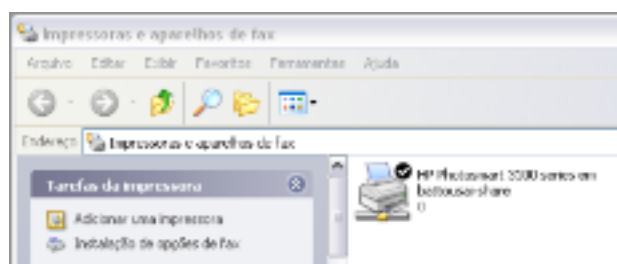 Impressoras e aparelhos de fax
Arquivo Editar Exibir Favoritos Ferramentas Ajuda
Endereço Impressoras e aparelhos de fax
Tarefas da impressora
Adicionar uma impressora
Instalação de opções de fax
HP Photosmart 3100 series em
0